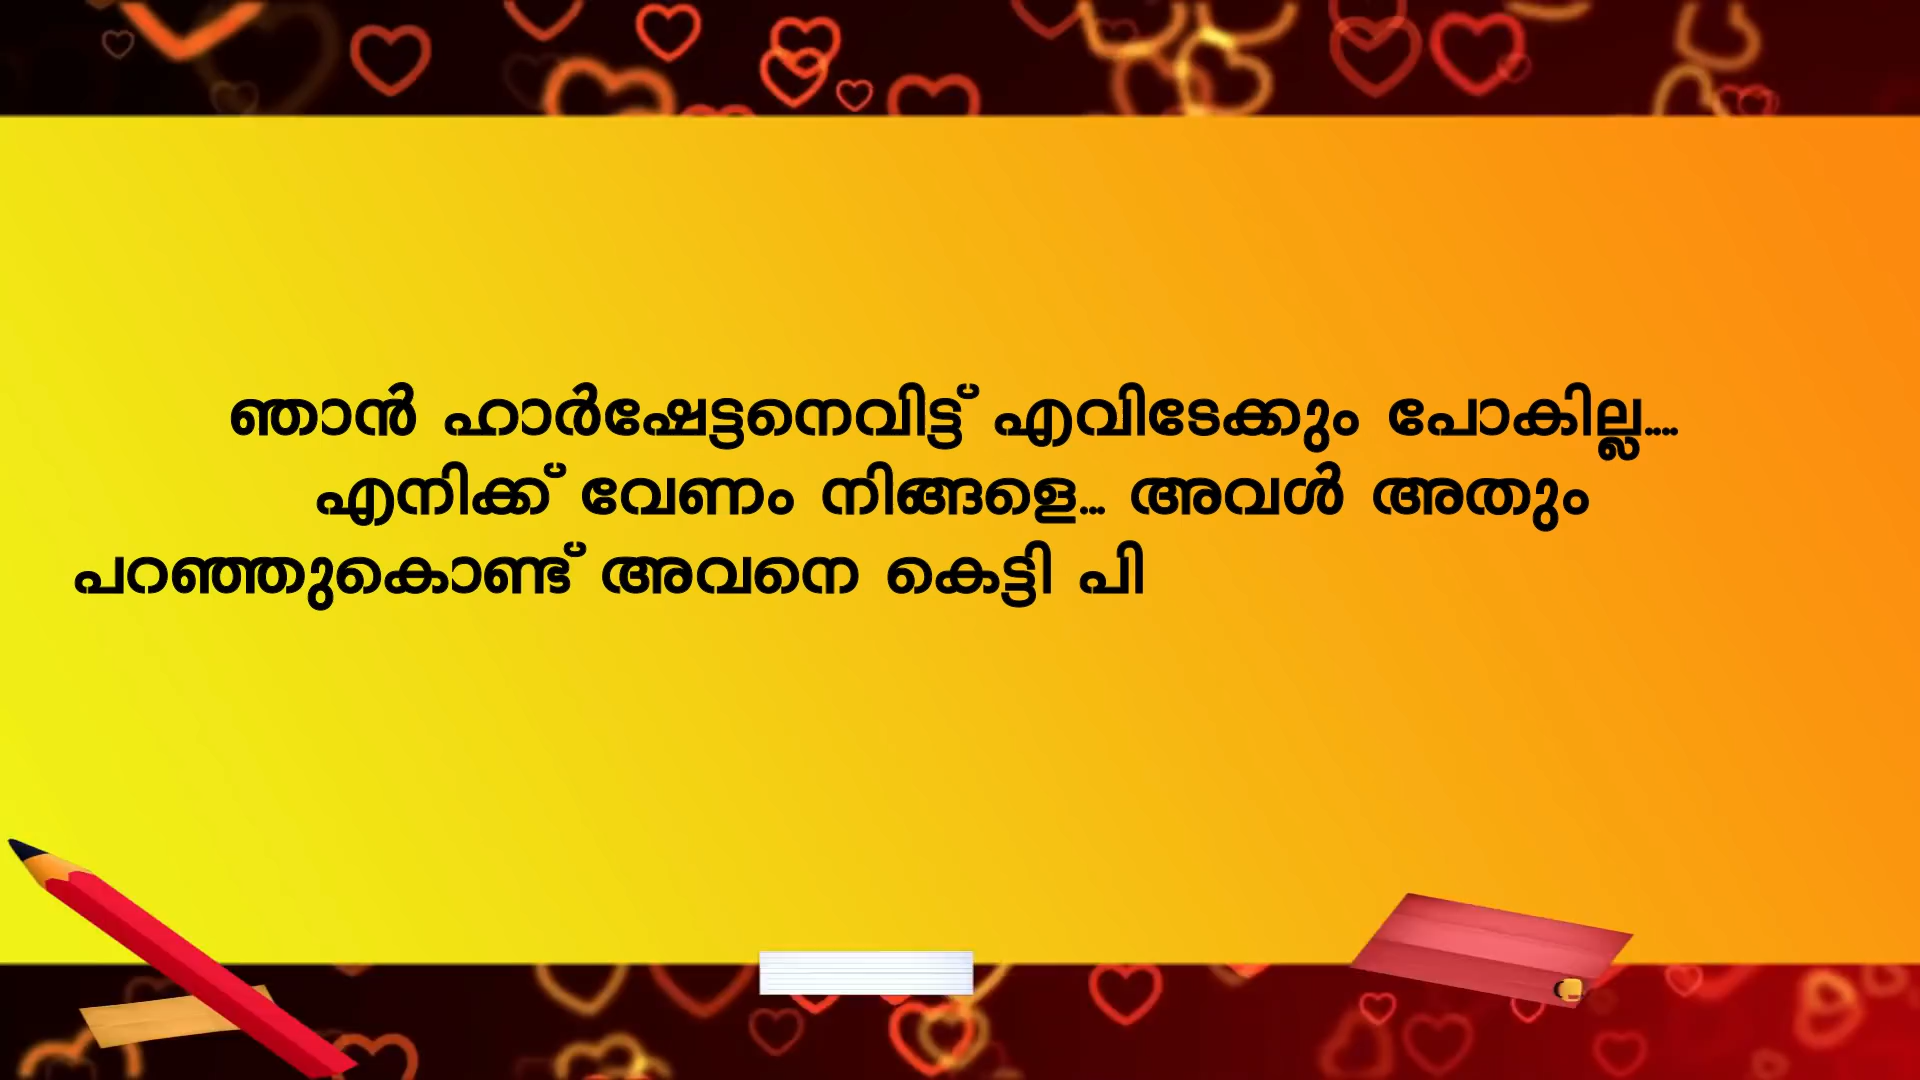 ഞാൻ ഹാർഷേട്ടനെവിട്ട് എവിടേക്കും പോകില്ല....
എനിക്ക് വേണം നിങ്ങളെ... അവൾ അതും
പറഞ്ഞുകൊണ്ട് അവനെ കെട്ടി പി